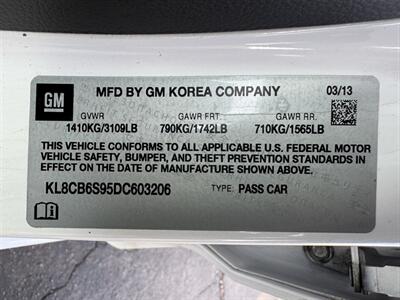 GM
MFD BY GM KOREA COMPANY
03/13
GVWR GAWR FRT. GAWR RR.
1410KG/3109LB 790KG/1742LB 710KG/1565LB
THIS VEHICLE CONFORMS TO ALL APPLICABLE U.S. FEDERAL MOTOR
VEHICLE SAFETY, BUMPER, AND THEFT PREVENTION STANDARDS IN
EFFECT ON THE DATE OF MANUFACTURE SHOWN ABOVE.
KL8CB6S95DC603206 TYPE: PASS CAR